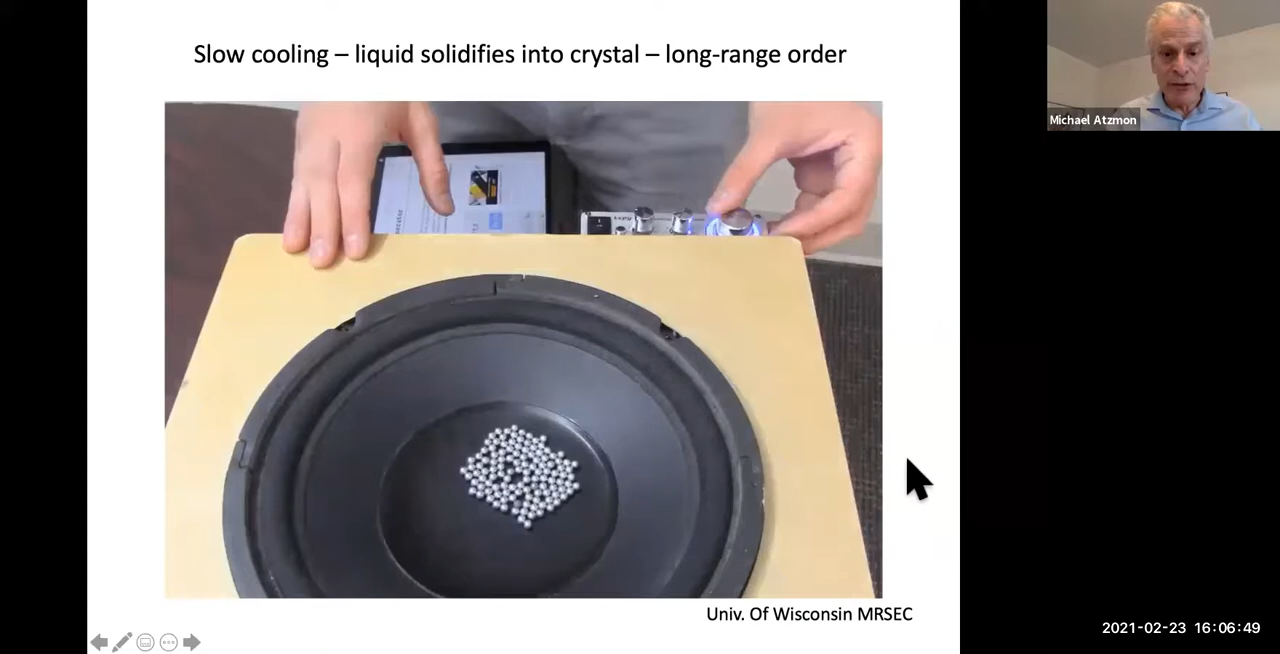 Slow cooling – liquid solidifies into crystal – long-range order
Michael Atzmon
Univ. Of Wisconsin MRSEC
2021-02-23 16:06:49